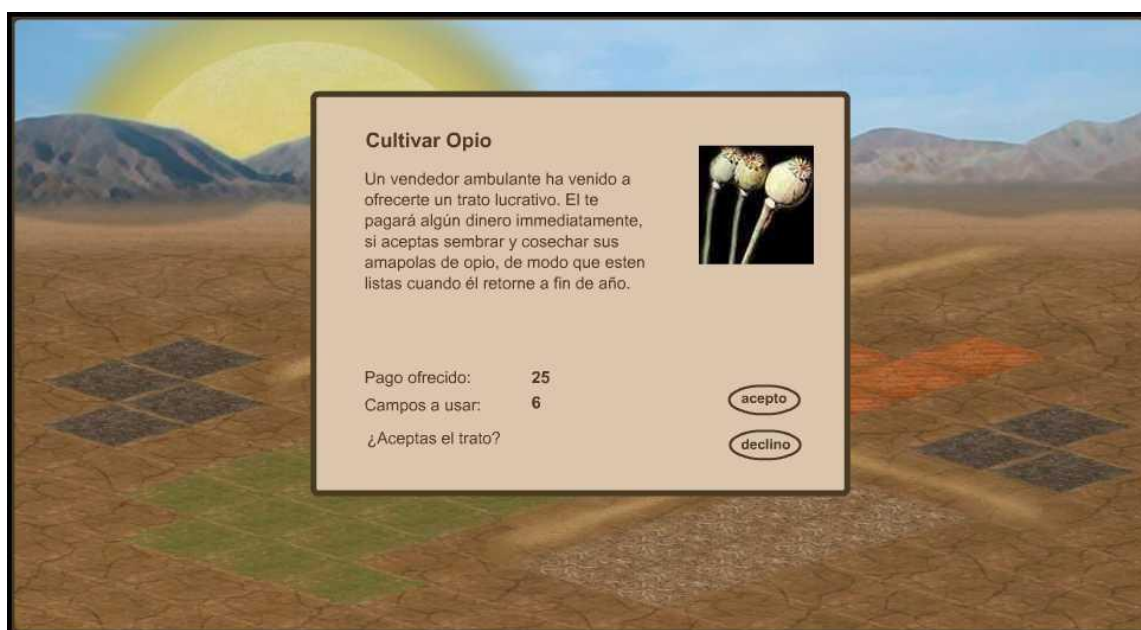 Cultivar Opio
Un vendedor ambulante ha venido a
ofrecerte un trato lucrativo. El te
pagará algún dinero immediatamente,
si aceptas sembrar y cosechar sus
amapolas de opio, de modo que esten
listas cuando él retorne a fin de año.
Pago ofrecido: 25
Campos a usar: 6
¿Aceptas el trato?
acepto
declino